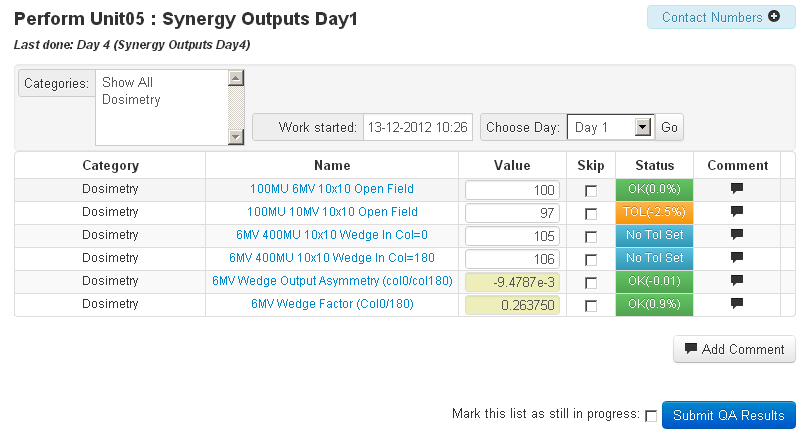 Perform Unit05 : Synergy Outputs Day1
Contact Numbers
Last done: Day 4 (Synergy Outputs Day4)
Categories: Show All
Dosimetry
Work started: 13-12-2012 10:26 Choose Day: Day 1 Go
Category Name Value Skip Status Comment
Dosimetry 100MU 6MV 10x10 Open Field 100 OK(0.0%)
Dosimetry 100MU 10MV 10x10 Open Field 97 TOL(-2.5%)
Dosimetry 6MV 400MU 10x10 Wedge In Col=0 105 No Tol Set
Dosimetry 6MV 400MU 10x10 Wedge In Col=180 106 No Tol Set
Dosimetry 6MV Wedge Output Asymmetry (col0/col180) -9.4787e-3 OK(-0.01)
Dosimetry 6MV Wedge Factor (Col0/180) 0.263750 OK(0.9%)
Add Comment
Mark this list as still in progress: Submit QA Results